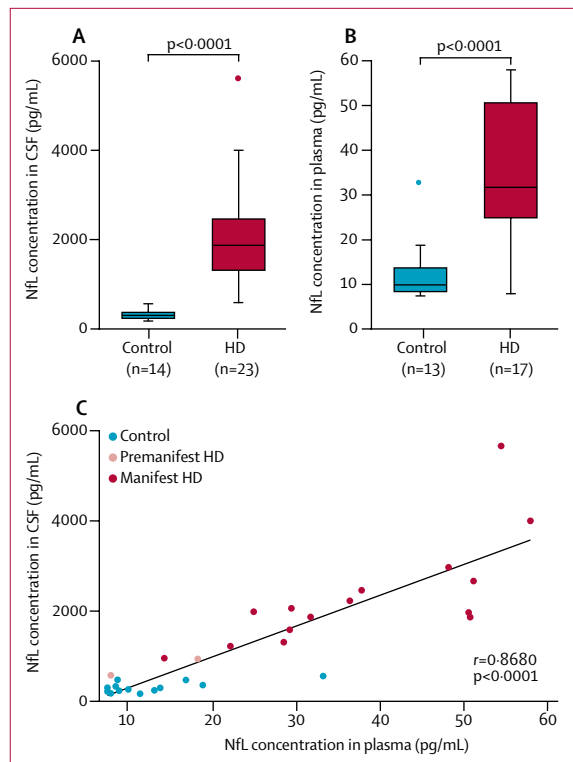 A
p<0·0001
NfL concentration in CSF (pg/mL)
6000
4000
2000
0
Control
(n=14)
HD
(n=23)
B
p<0·0001
NfL concentration in plasma (pg/mL)
60
50
40
30
20
10
0
Control
(n=13)
HD
(n=17)
C
Control
Premanifest HD
Manifest HD
NfL concentration in CSF (pg/mL)
6000
4000
2000
0
r=0·8680
p<0·0001
10
20
30
40
50
60
NfL concentration in plasma (pg/mL)